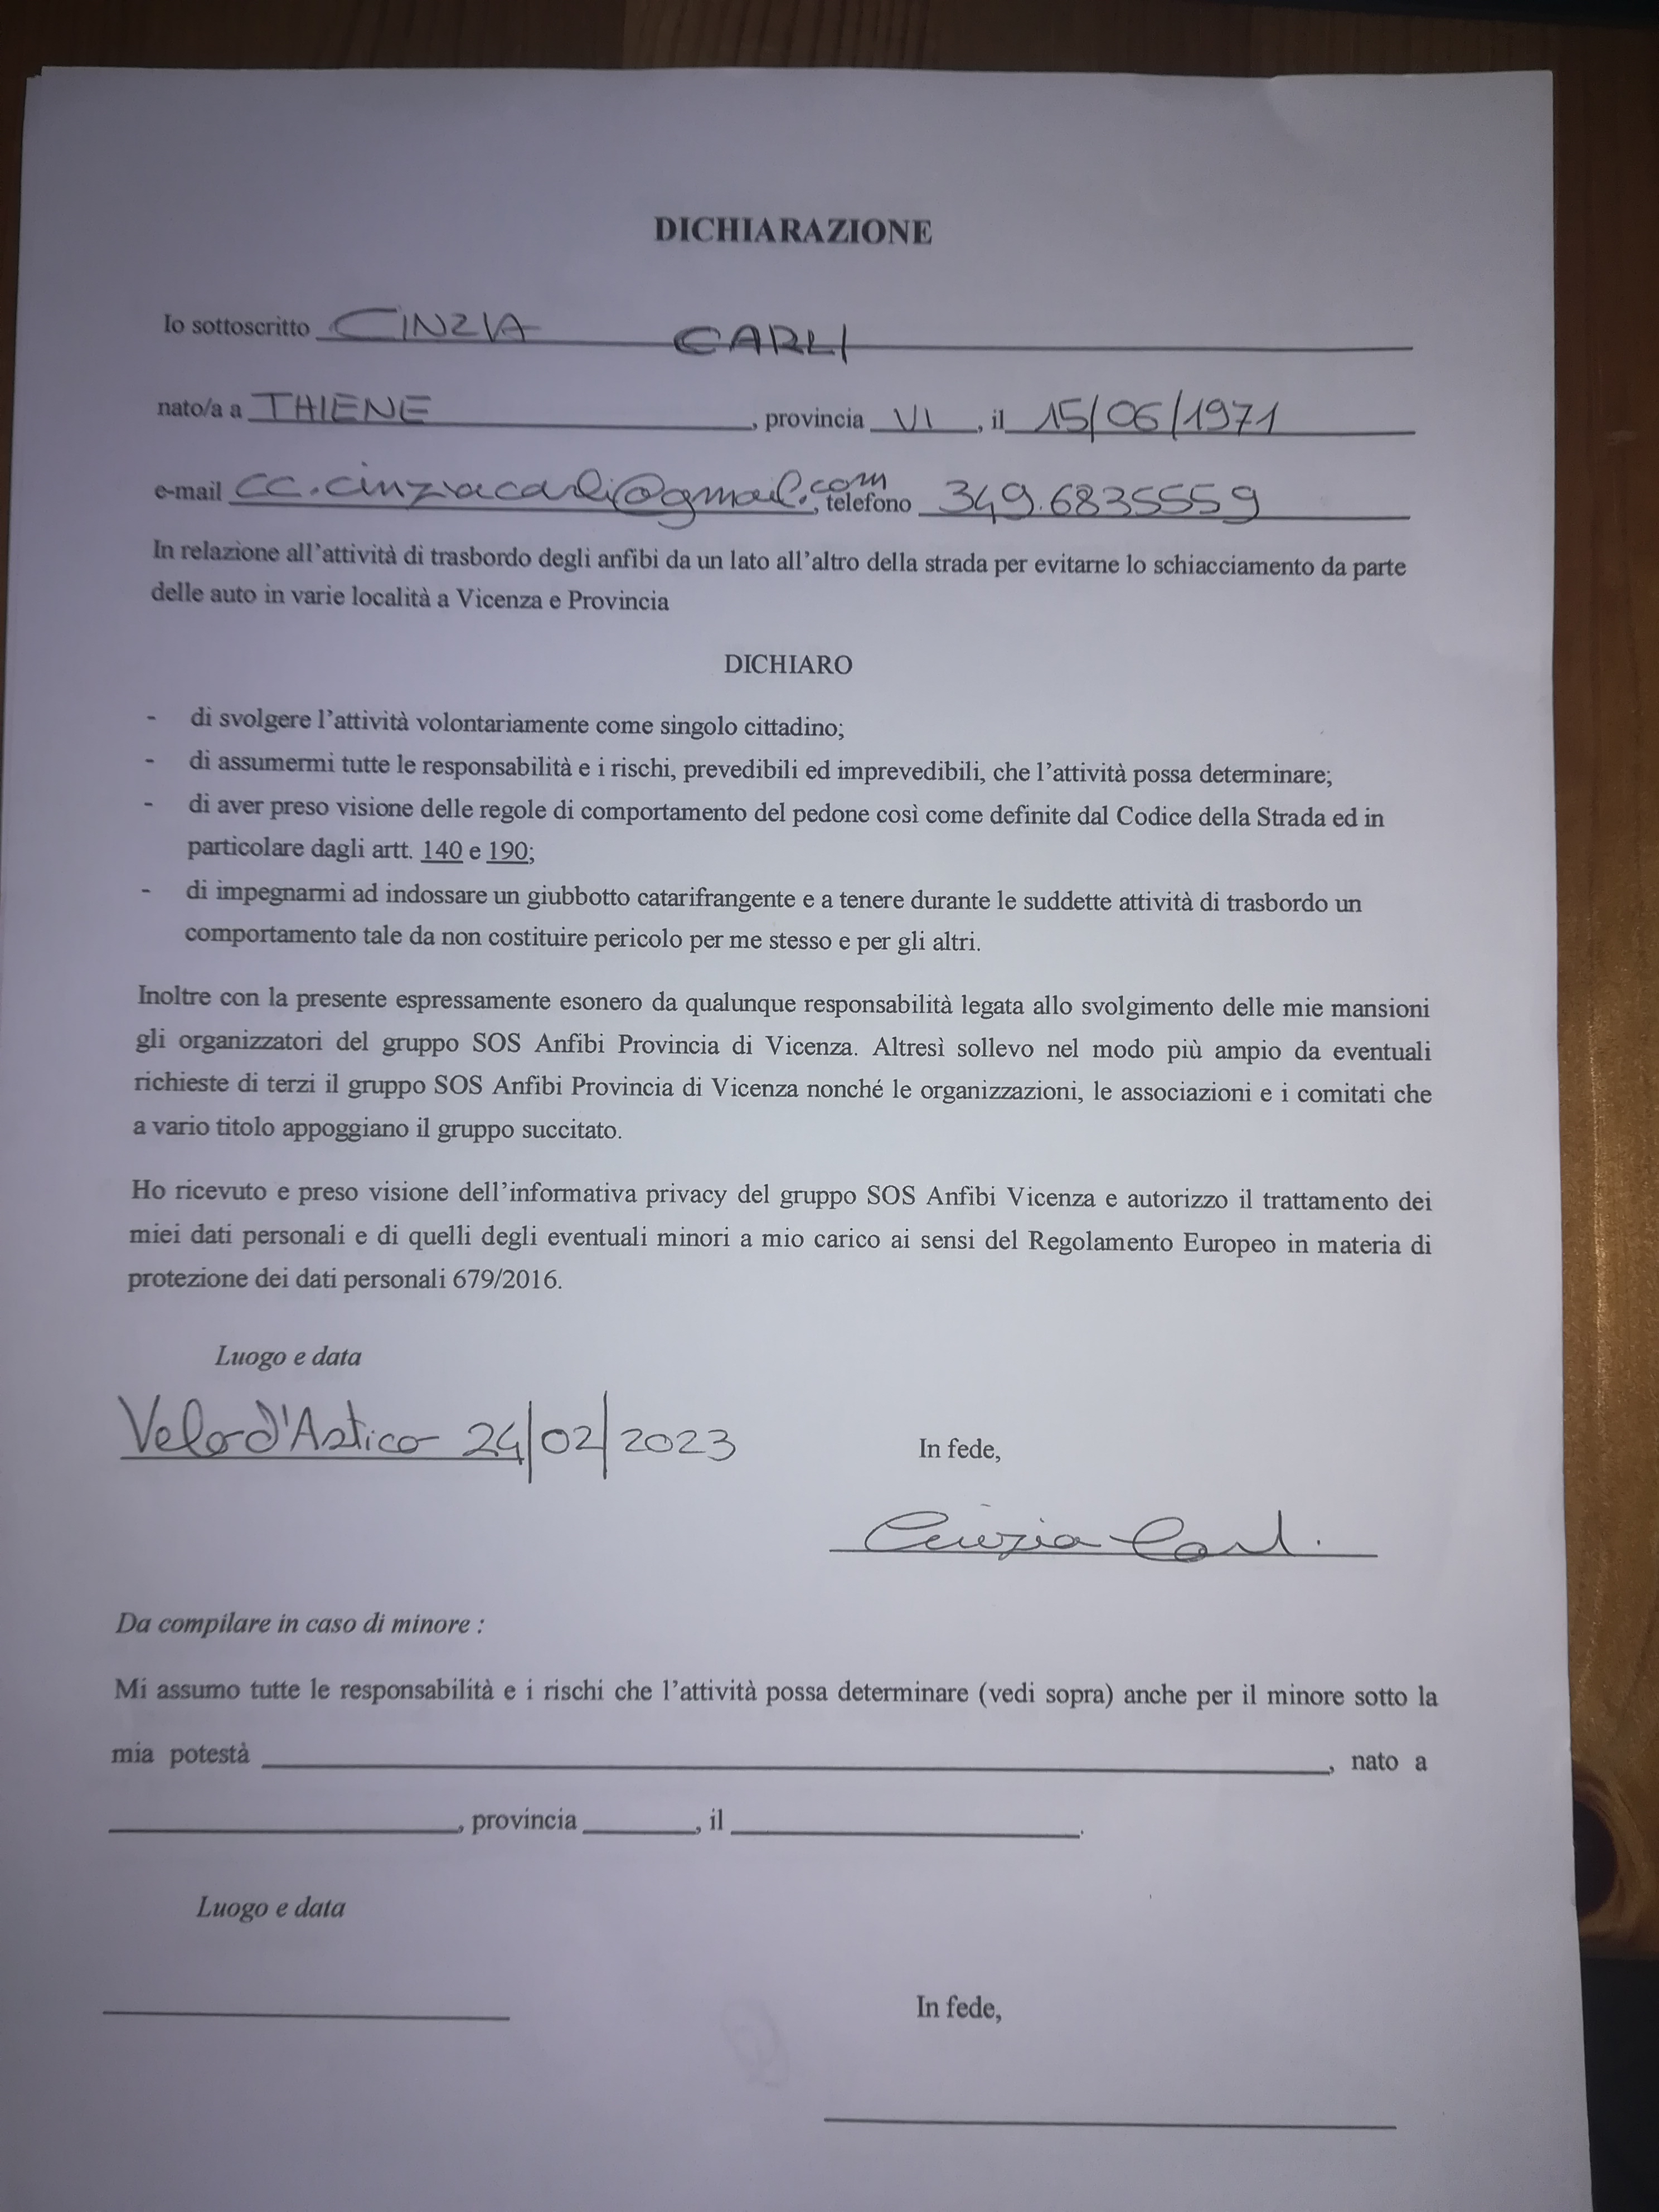 DICHIARAZIONE
Io sottoscritto CINZIA CARLI
nato/a a THIENE, provincia VI, il 15/06/1971
e-mail cc.cinziacarli@gmail.com, telefono 349.6835559
In relazione all'attività di trasbordo degli anfibi da un lato all'altro della strada per evitarne lo schiacciamento da parte
delle auto in varie località a Vicenza e Provincia
DICHIARO
- di svolgere l'attività volontariamente come singolo cittadino;
- di assumermi tutte le responsabilità e i rischi, prevedibili ed imprevedibili, che l'attività possa determinare;
- di aver preso visione delle regole di comportamento del pedone così come definite dal Codice della Strada ed in
particolare dagli artt. 140 e 190;
- di impegnarmi ad indossare un giubbotto catarifrangente e a tenere durante le suddette attività di trasbordo un
comportamento tale da non costituire pericolo per me stesso e per gli altri.
Inoltre con la presente espressamente esonero da qualunque responsabilità legata allo svolgimento delle mie mansioni
gli organizzatori del gruppo SOS Anfibi Provincia di Vicenza. Altresì sollevo nel modo più ampio da eventuali
richieste di terzi il gruppo SOS Anfibi Provincia di Vicenza nonché le organizzazioni, le associazioni e i comitati che
a vario titolo appoggiano il gruppo succitato.
Ho ricevuto e preso visione dell'informativa privacy del gruppo SOS Anfibi Vicenza e autorizzo il trattamento dei
miei dati personali e di quelli degli eventuali minori a mio carico ai sensi del Regolamento Europeo in materia di
protezione dei dati personali 679/2016.
Luogo e data
Velo d'Astico 24/02/2023
In fede,
Cinzia Carli
Da compilare in caso di minore :
Mi assumo tutte le responsabilità e i rischi che l'attività possa determinare (vedi sopra) anche per il minore sotto la
mia potestà , nato a
, provincia , il .
Luogo e data
In fede,